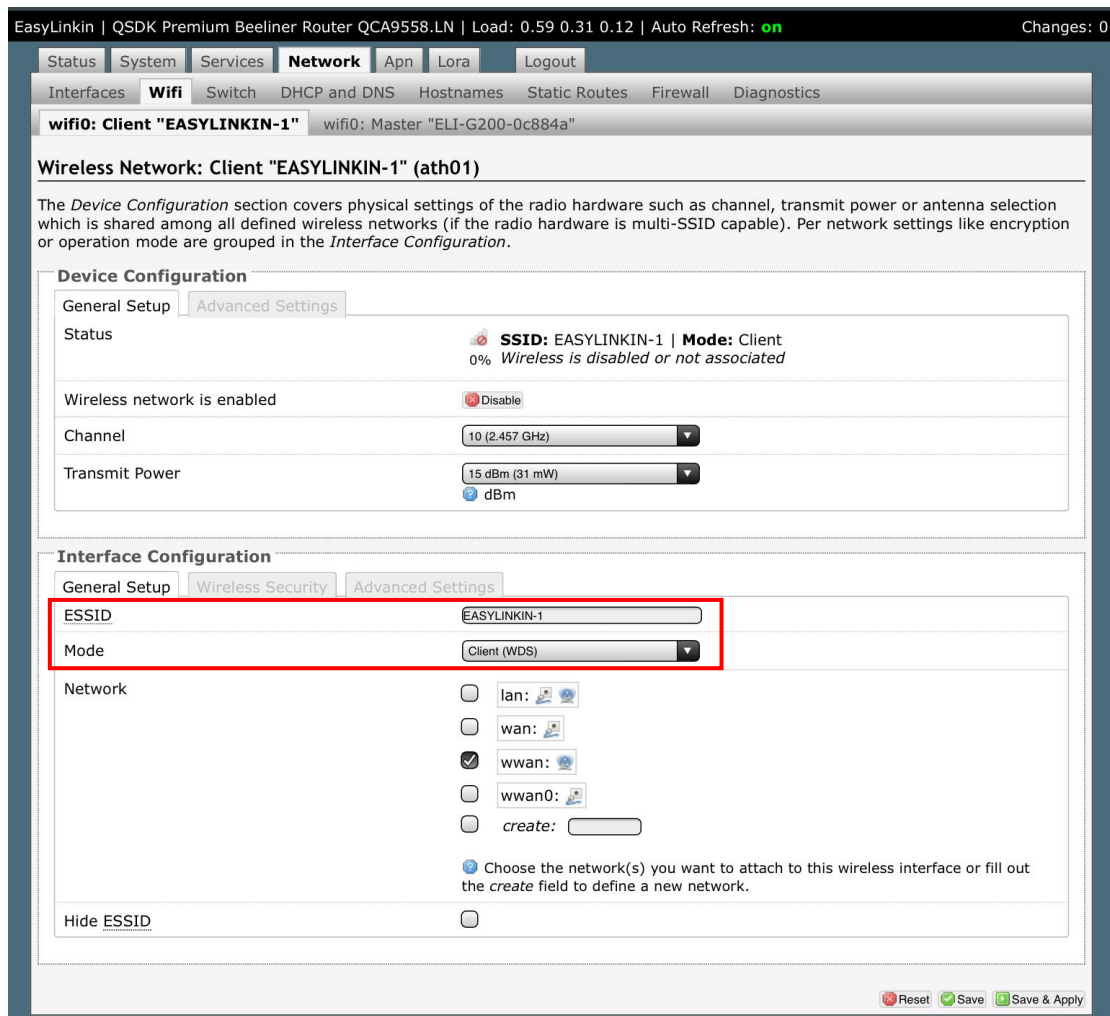 EasyLinkin | QSDK Premium Beeliner Router QCA9558.LN | Load: 0.59 0.31 0.12 | Auto Refresh: on Changes: 0
Status System Services Network Apn Lora Logout
Interfaces Wifi Switch DHCP and DNS Hostnames Static Routes Firewall Diagnostics
wifi0: Client "EASYLINKIN-1" wifi0: Master "ELI-G200-0c884a"
Wireless Network: Client "EASYLINKIN-1" (ath01)
The Device Configuration section covers physical settings of the radio hardware such as channel, transmit power or antenna selection
which is shared among all defined wireless networks (if the radio hardware is multi-SSID capable). Per network settings like encryption
or operation mode are grouped in the Interface Configuration.
Device Configuration
General Setup Advanced Settings
Status
SSID: EASYLINKIN-1 | Mode: Client
0% Wireless is disabled or not associated
Wireless network is enabled Disable
Channel 10 (2.457 GHz)
Transmit Power 15 dBm (31 mW)
dBm
Interface Configuration
General Setup Wireless Security Advanced Settings
ESSID EASYLINKIN-1
Mode Client (WDS)
Network lan:
wan:
wwan:
wwan0:
create:
Choose the network(s) you want to attach to this wireless interface or fill out
the create field to define a new network.
Hide ESSID
Reset Save Save & Apply